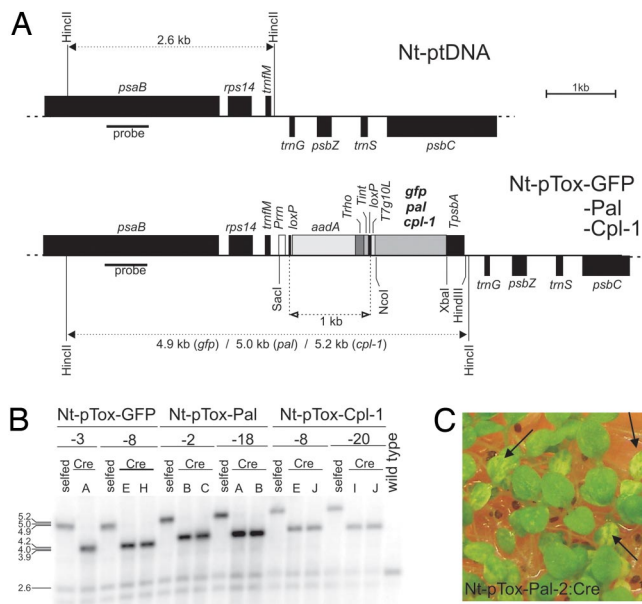 A
HincII
HincII
2.6 kb
Nt-ptDNA
psaB
rps14
trnfM
1kb
probe
trnG
psbZ
trnS
psbC
psaB
rps14
trnfM
Prrn
loxP
aadA
Trho
Tint
loxP
T7g10L
gfp
pal
cpl-1
TpsbA
Nt-pTox-GFP
-Pal
-Cpl-1
probe
SacI
NcoI
XbaI
HindIII
trnG
psbZ
trnS
psbC
1 kb
HincII
HincII
4.9 kb (gfp) / 5.0 kb (pal) / 5.2 kb (cpl-1)
B
Nt-pTox-GFP Nt-pTox-Pal Nt-pTox-Cpl-1
-3 -8 -2 -18 -8 -20
selfed Cre selfed Cre selfed Cre selfed Cre selfed Cre selfed Cre wild type
A E H B C A B E J I J
5.2
5.0
4.9
4.2
4.0
3.9
2.6
C
Nt-pTox-Pal-2:Cre